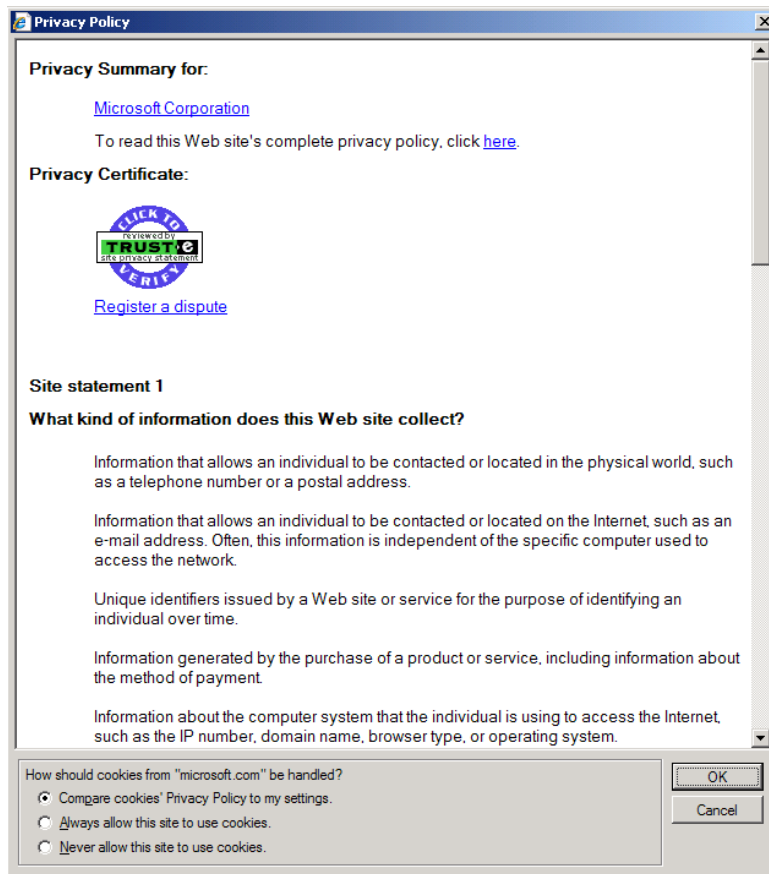 Privacy Policy
Privacy Summary for:
Microsoft Corporation
To read this Web site's complete privacy policy, click here.
Privacy Certificate:
CLICK TO
reviewed by
TRUST·e
site privacy statement
VERIFY
Register a dispute
Site statement 1
What kind of information does this Web site collect?
Information that allows an individual to be contacted or located in the physical world, such
as a telephone number or a postal address.
Information that allows an individual to be contacted or located on the Internet, such as an
e-mail address. Often, this information is independent of the specific computer used to
access the network.
Unique identifiers issued by a Web site or service for the purpose of identifying an
individual over time.
Information generated by the purchase of a product or service, including information about
the method of payment.
Information about the computer system that the individual is using to access the Internet,
such as the IP number, domain name, browser type, or operating system.
How should cookies from "microsoft.com" be handled?
Compare cookies' Privacy Policy to my settings.
Always allow this site to use cookies.
Never allow this site to use cookies.
OK
Cancel